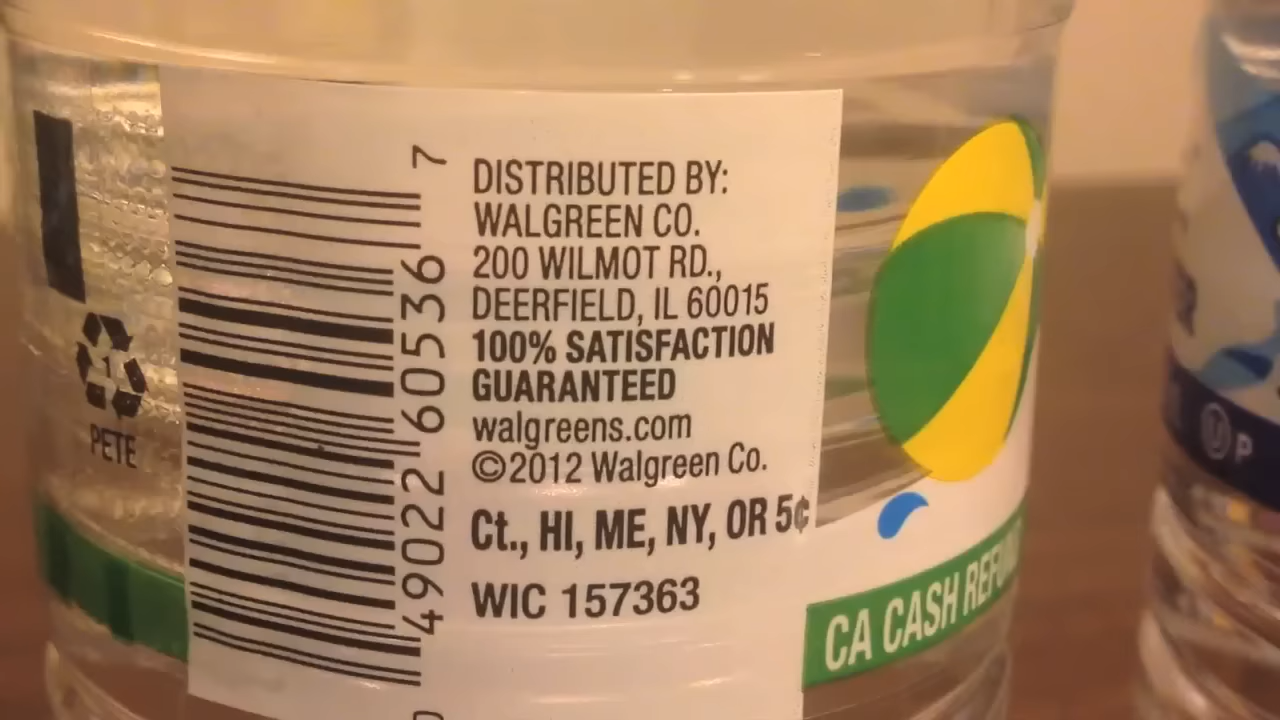 DISTRIBUTED BY:
WALGREEN CO.
200 WILMOT RD.,
DEERFIELD, IL 60015
100% SATISFACTION
GUARANTEED
walgreens.com
©2012 Walgreen Co.
Ct., HI, ME, NY, OR 5¢
WIC 157363
49022 60536 7
1
PETE
CA CASH
U P